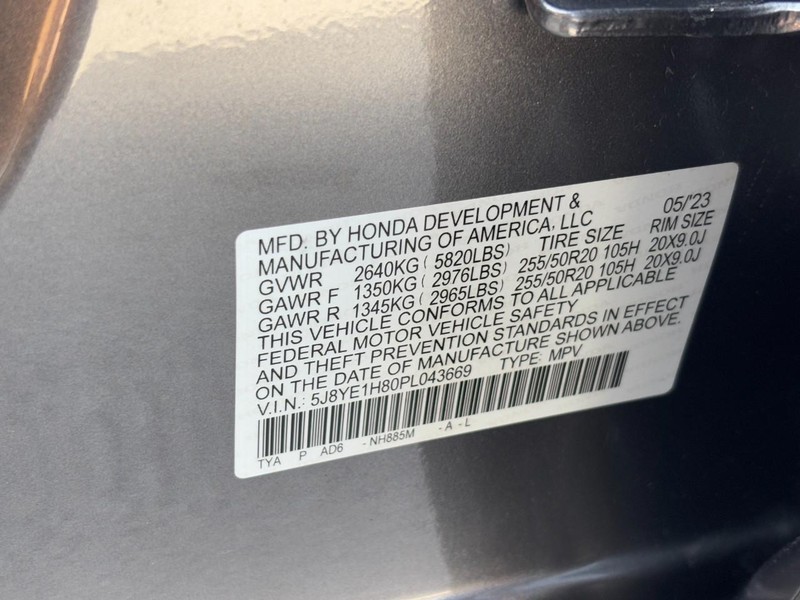 MFD. BY HONDA DEVELOPMENT & 05/'23
MANUFACTURING OF AMERICA, LLC TIRE SIZE RIM SIZE
GVWR 2640KG( 5820LBS)
GAWR F 1350KG( 2976LBS) 255/50R20 105H 20X9.0J
GAWR R 1345KG( 2965LBS) 255/50R20 105H 20X9.0J
THIS VEHICLE CONFORMS TO ALL APPLICABLE
FEDERAL MOTOR VEHICLE SAFETY
AND THEFT PREVENTION STANDARDS IN EFFECT
ON THE DATE OF MANUFACTURE SHOWN ABOVE.
V.I.N.: 5J8YE1H80PL043669 TYPE: MPV
TYA P AD6 - NH885M - A - L